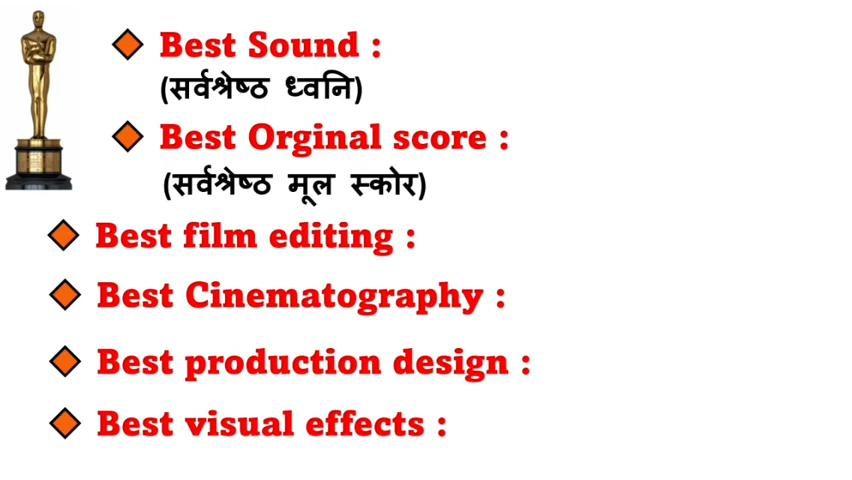 Best Sound :
(सर्वश्रेष्ठ ध्वनि)
Best Orginal score :
(सर्वश्रेष्ठ मूल स्कोर)
Best film editing :
Best Cinematography :
Best production design :
Best visual effects :